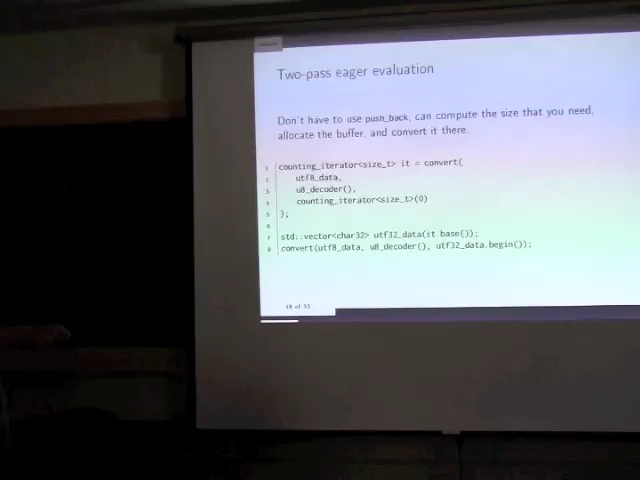 Two-pass eager evaluation
Don't have to use push_back, can compute the size that you need,
allocate the buffer, and convert it there.
1 counting_iterator<size_t> it = convert(
2 utf8_data,
3 u8_decoder(),
4 counting_iterator<size_t>(0)
5 );
6
7 std::vector<char32> utf32_data(it.base());
8 convert(utf8_data, u8_decoder(), utf32_data.begin());
18 of 32